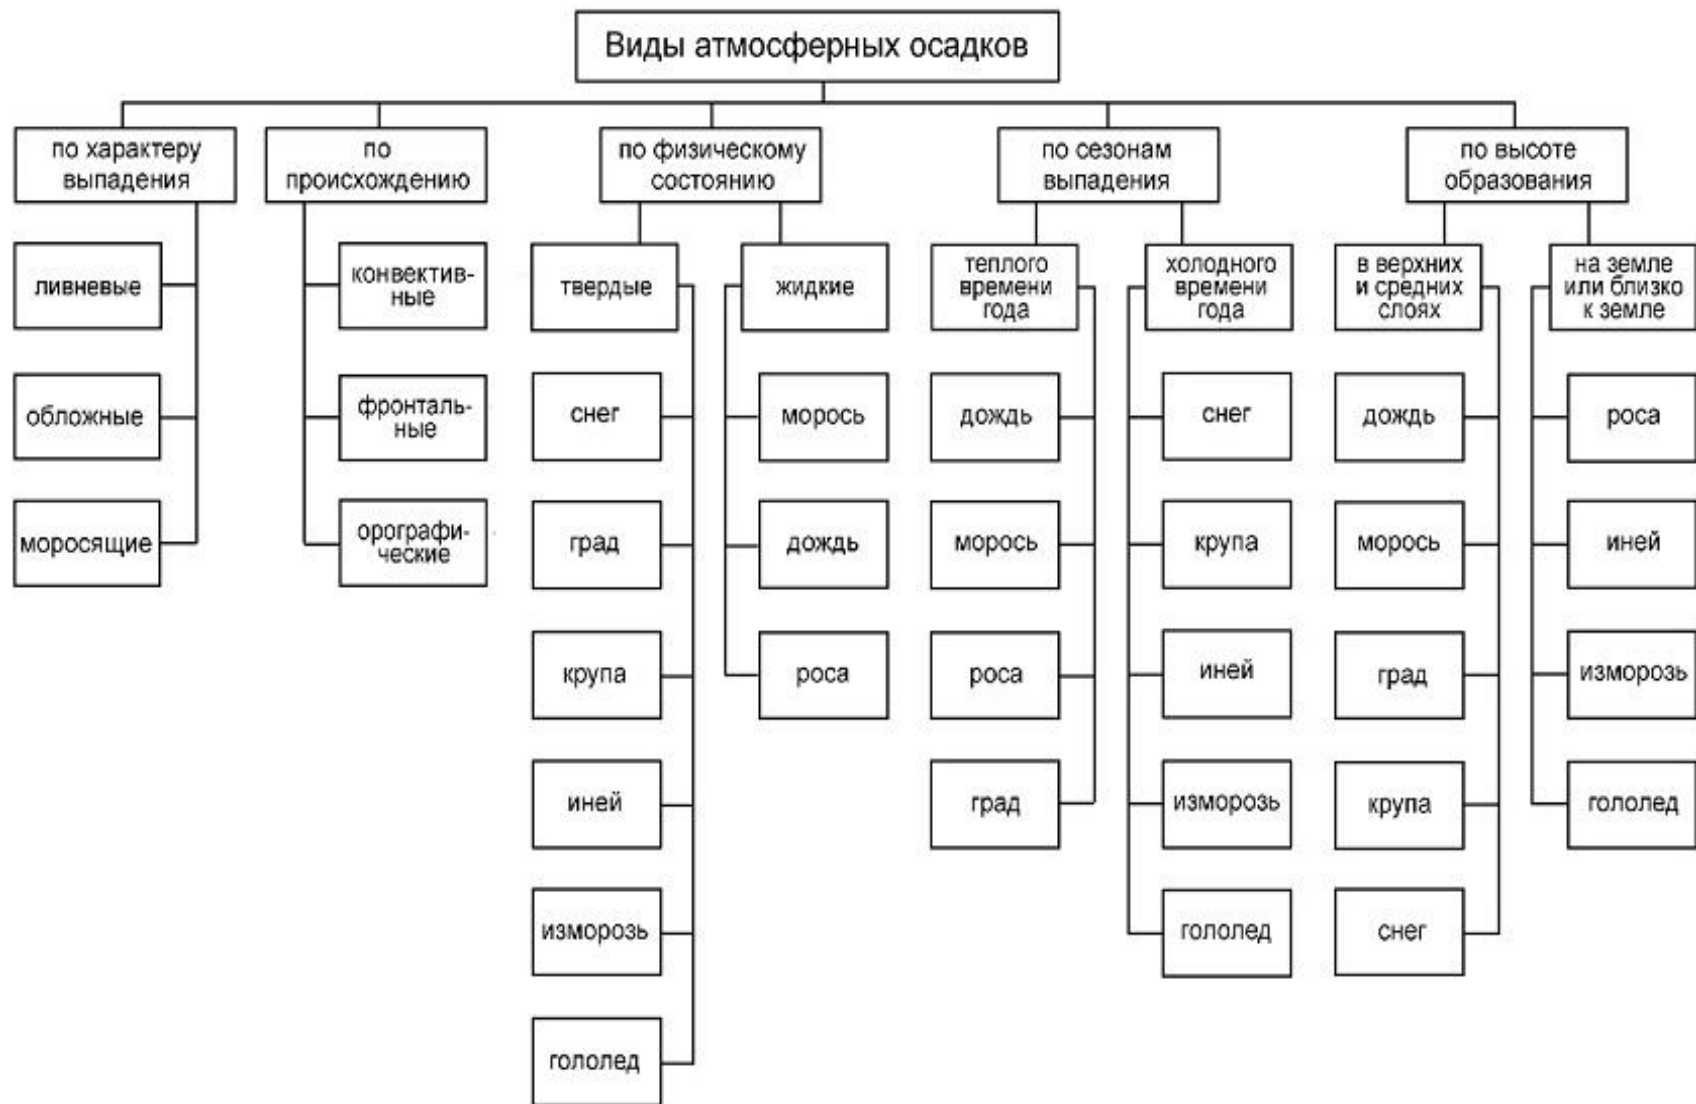 Виды атмосферных осадков
по характеру
выпадения
по
происхождению
по физическому
состоянию
по сезонам
выпадения
по высоте
образования
ливневые
обложные
моросящие
конвектив-
ные
фронталь-
ные
орографи-
ческие
твердые
снег
град
крупа
иней
изморозь
гололед
жидкие
морось
дождь
роса
теплого
времени
года
дождь
морось
роса
град
холодного
времени
года
снег
крупа
иней
изморозь
гололед
в верхних
и средних
слоях
дождь
морось
град
крупа
снег
на земле
или близко
к земле
роса
иней
изморозь
гололед